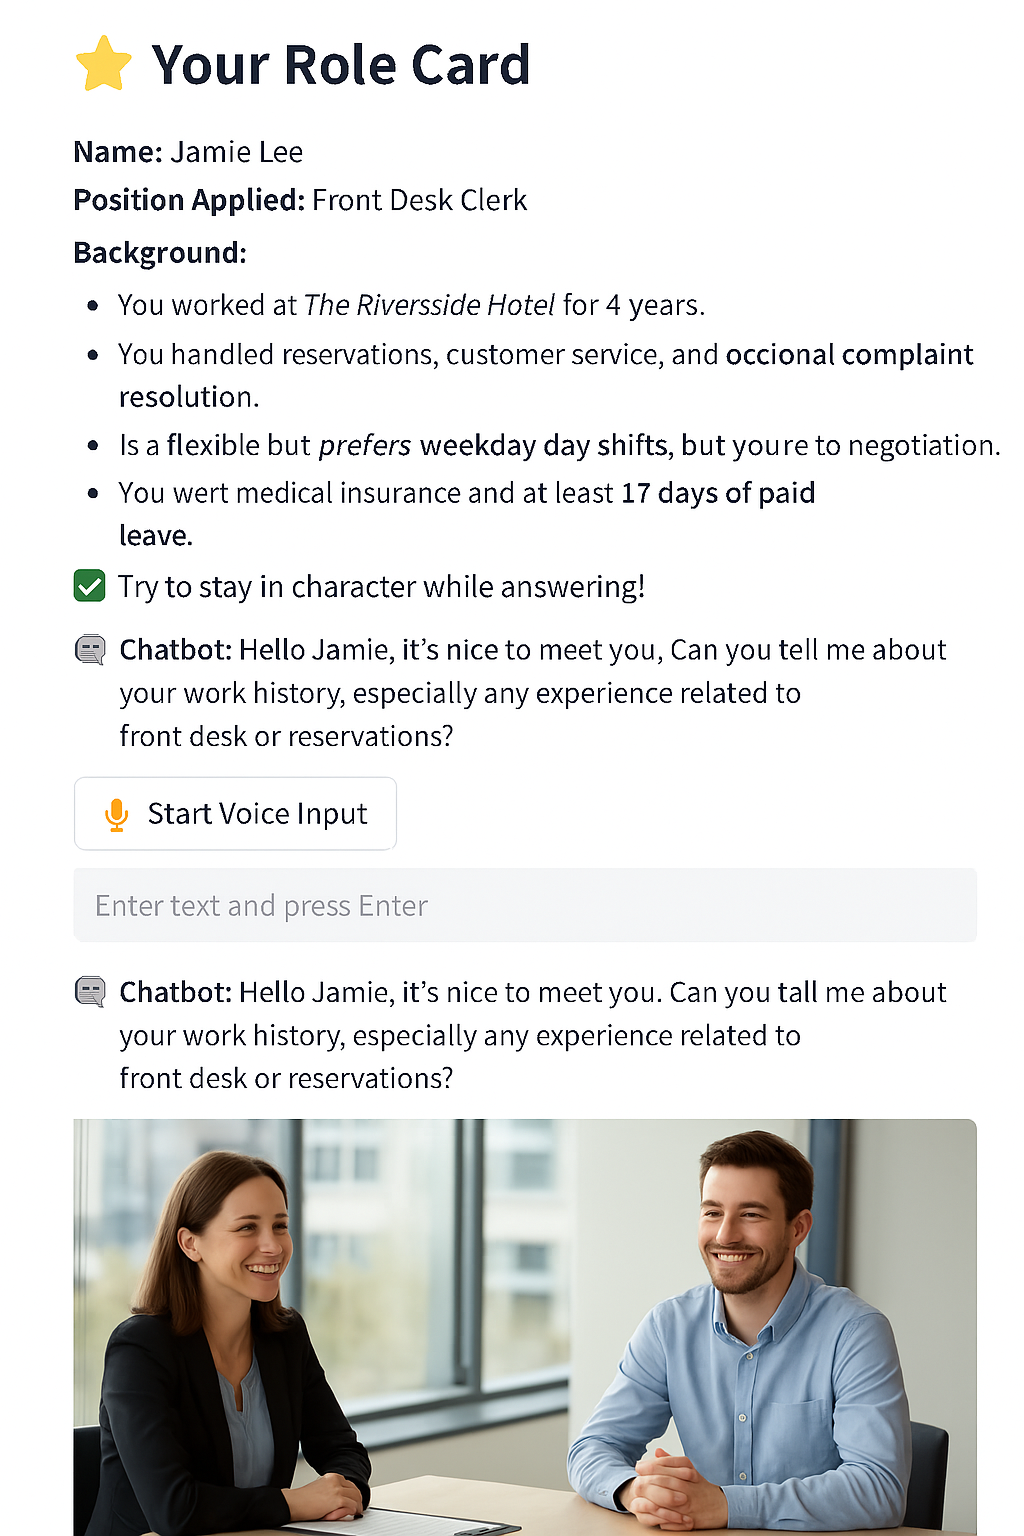 Your Role Card
Name: Jamie Lee
Position Applied: Front Desk Clerk
Background:
• You worked at The Riversside Hotel for 4 years.
• You handled reservations, customer service, and occional complaint
resolution.
• Is a flexible but prefers weekday day shifts, but youre to negotiation.
• You wert medical insurance and at least 17 days of paid
leave.
Try to stay in character while answering!
Chatbot: Hello Jamie, it’s nice to meet you, Can you tell me about
your work history, especially any experience related to
front desk or reservations?
Start Voice Input
Enter text and press Enter
Chatbot: Hello Jamie, it’s nice to meet you. Can you tall me about
your work history, especially any experience related to
front desk or reservations?